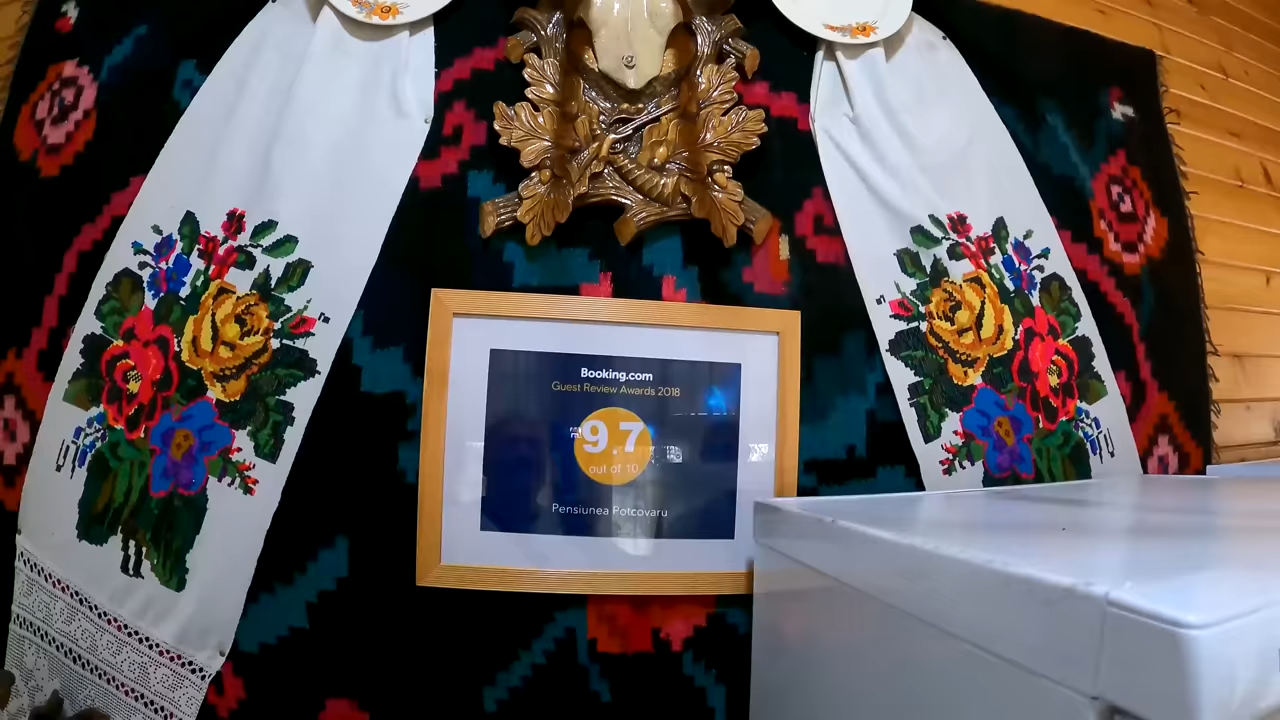 Booking.com
Guest Review Awards 2018
9.7
out of 10
Pensiunea Potcovaru